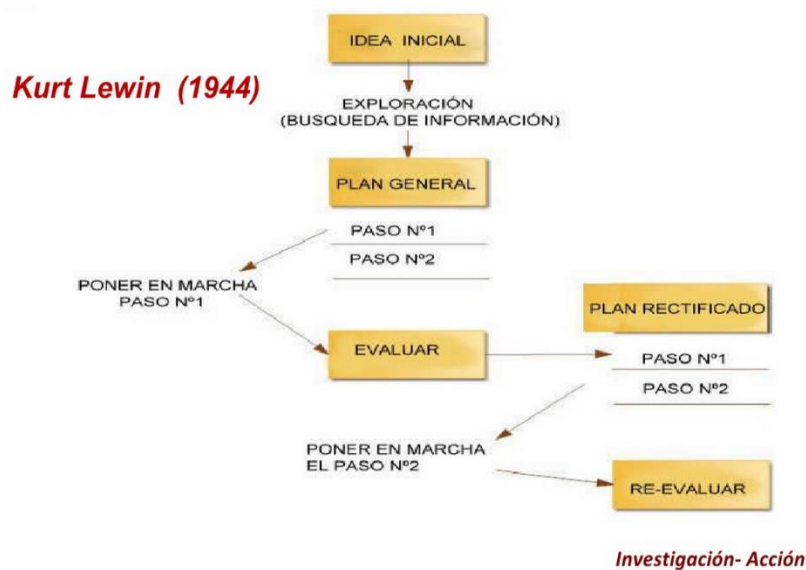 IDEA INICIAL
Kurt Lewin (1944)
EXPLORACIÓN
(BUSQUEDA DE INFORMACIÓN)
PLAN GENERAL
PASO Nº1
PASO Nº2
PONER EN MARCHA
PASO Nº1
EVALUAR
PLAN RECTIFICADO
PASO Nº1
PASO Nº2
PONER EN MARCHA
EL PASO Nº2
RE-EVALUAR
Investigación- Acción